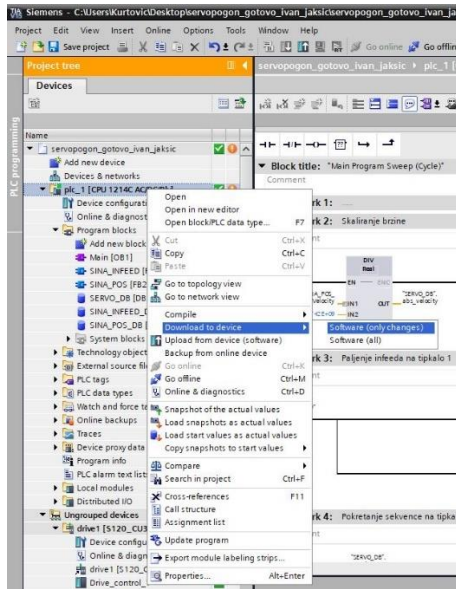 Siemens - C:\Users\Kurtovic\Desktop\servopogon_gotovo_ivan_jaksic\servopogon_gotovo_ivan_ja
Project Edit View Insert Online Options Tools Window Help
Save project Go online Go offlin
Project tree
servopogon_gotovo_ivan_jaksic plc_1 [
Devices
PLC programming
Name
servopogon_gotovo_ivan_jaksic
Add new device
Devices & networks
plc_1 [CPU 1214C AC/DC/Rly]
Device configurati
Online & diagnost
Program blocks
Add new block
Main [OB1]
SINA_INFEED [F
SINA_POS [FB2
SERVO_DB [DB
SINA_INFEED_D
SINA_POS_DB [
System blocks
Technology object
External source file
PLC tags
PLC data types
Watch and force ta
Online backups
Traces
Device proxy data
Program info
PLC alarm text list
Local modules
Distributed I/O
Ungrouped devices
drive1 [S120_CU3
Device configu
Online & diagn
drive1 [S120_C
Drive_control_
Open
Open in new editor
Open block/PLC data type... F7
Cut Ctrl+X
Copy Ctrl+C
Paste Ctrl+V
Go to topology view
Go to network view
Compile
Download to device
Software (only changes)
Software (all)
Upload from device (software)
Backup from online device
Go online Ctrl+K
Go offline Ctrl+M
Online & diagnostics Ctrl+D
Snapshot of the actual values
Load snapshots as actual values
Load start values as actual values
Copy snapshots to start values
Compare
Search in project Ctrl+F
Cross-references F11
Call structure
Assignment list
Update program
Export module labeling strips...
Properties... Alt+Enter
Block title: "Main Program Sweep (Cycle)"
Comment
rk 1:
rk 2: Skaliranje brzine
nt
DIV
Real
EN ENO
velocity IN1 OUT abs_velocity
"SERVO_DB".
IN2
rk 3: Paljenje infeeda na tipkalo 1
nt
rk 4: Pokretanje sekvence na tipka
nt
"SERVO_DB".